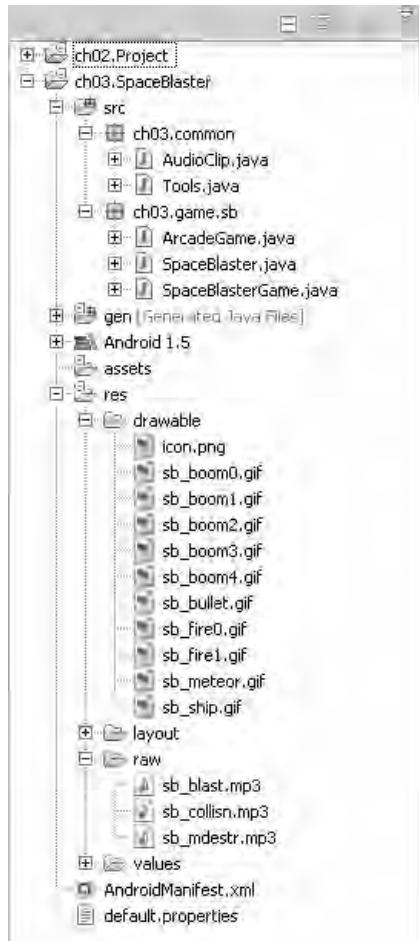 ch02.Project
ch03.SpaceBlaster
src
ch03.common
AudioClip.java
Tools.java
ch03.game.sb
ArcadeGame.java
SpaceBlaster.java
SpaceBlasterGame.java
gen [Generated Java Files]
Android 1.5
assets
res
drawable
icon.png
sb_boom0.gif
sb_boom1.gif
sb_boom2.gif
sb_boom3.gif
sb_boom4.gif
sb_bullet.gif
sb_fire0.gif
sb_fire1.gif
sb_meteor.gif
sb_ship.gif
layout
raw
sb_blast.mp3
sb_collisn.mp3
sb_mdestr.mp3
values
AndroidManifest.xml
default.properties